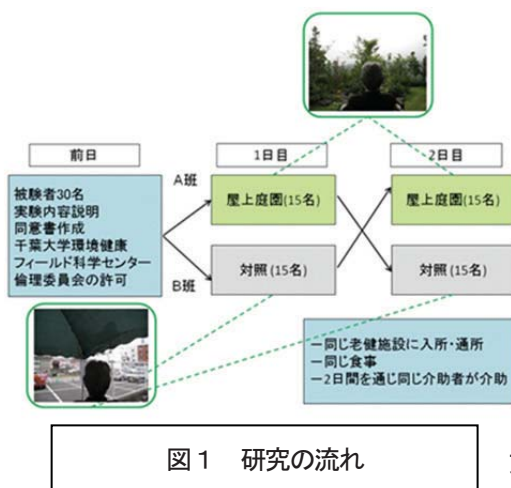 前日
1日目
2日目
被験者30名
実験内容説明
同意書作成
千葉大学環境健康
フィールド科学センター
倫理委員会の許可
A班
B班
屋上庭園(15名)
対照(15名)
屋上庭園(15名)
対照(15名)
ー同じ老健施設に入所・通所
ー同じ食事
ー2日間を通じ同じ介助者が介助
図1 研究の流れ